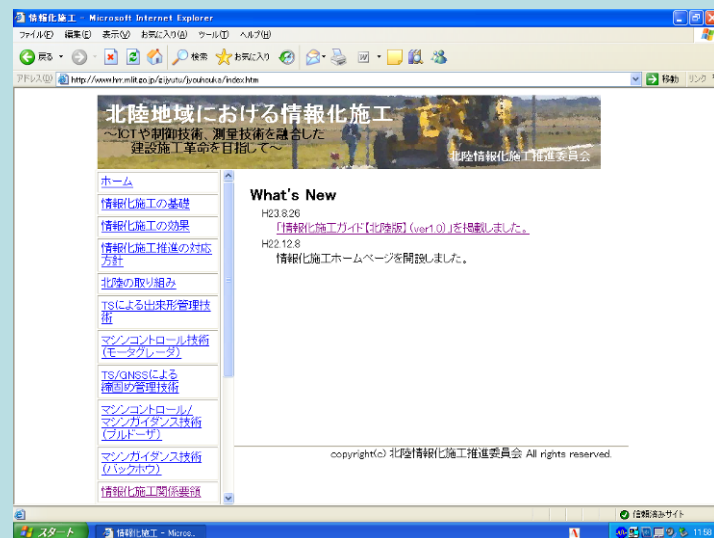 情報化施工 - Microsoft Internet Explorer
ファイル(F) 編集(E) 表示(V) お気に入り(A) ツール(T) ヘルプ(H)
戻る 検索 お気に入り
アドレス(D) http://www.hrr.mlit.go.jp/gijyutu/jyouhouka/index.htm 移動 リンク
北陸地域における情報化施工
～ICTや制御技術、測量技術を融合した
建設施工革命を目指して～
北陸情報化施工推進委員会
ホーム
情報化施工の基礎
情報化施工の効果
情報化施工推進の対応
方針
北陸の取り組み
TSによる出来形管理技
術
マシンコントロール技術
(モータグレーダ)
TS/GNSSによる
締固め管理技術
マシンコントロール/
マシンガイダンス技術
(ブルドーザ)
マシンガイダンス技術
(バックホウ)
情報化施工関係要領
What's New
H23.8.26
「情報化施工ガイド【北陸版】(ver1.0)」を掲載しました。
H22.12.8
情報化施工ホームページを開設しました。
copyright(c) 北陸情報化施工推進委員会 All rights reserved.
信頼済みサイト
スタート 情報化施工 - Micros... 11:58